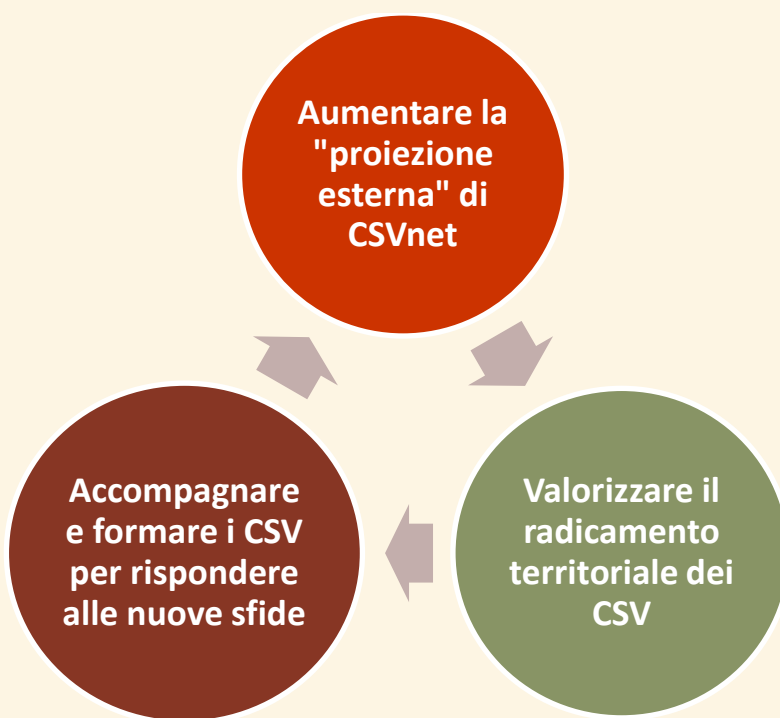 Aumentare la
"proiezione
esterna" di
CSVnet
Valorizzare il
radicamento
territoriale dei
CSV
Accompagnare
e formare i CSV
per rispondere
alle nuove sfide